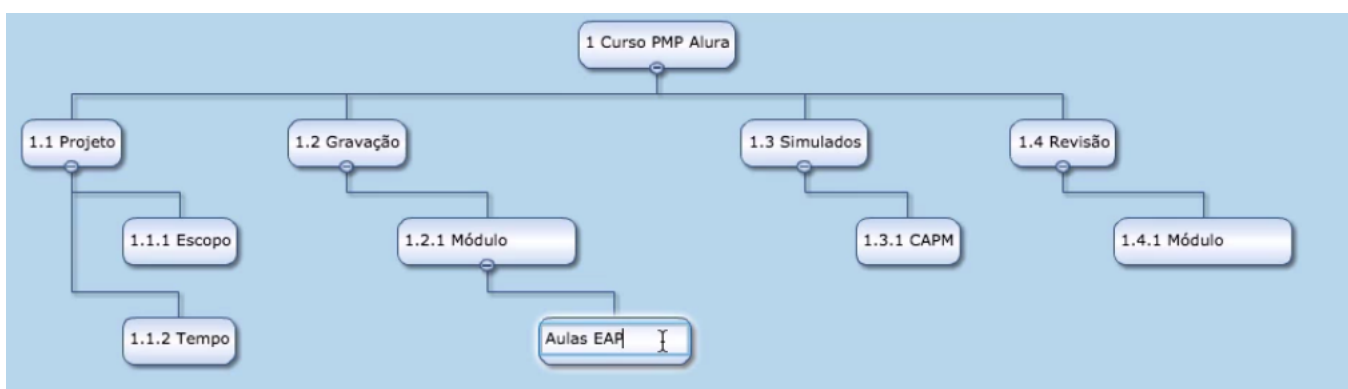 1 Curso PMP Alura
1.1 Projeto
1.2 Gravação
1.3 Simulados
1.4 Revisão
1.1.1 Escopo
1.2.1 Módulo
1.3.1 CAPM
1.4.1 Módulo
1.1.2 Tempo
Aulas EAP